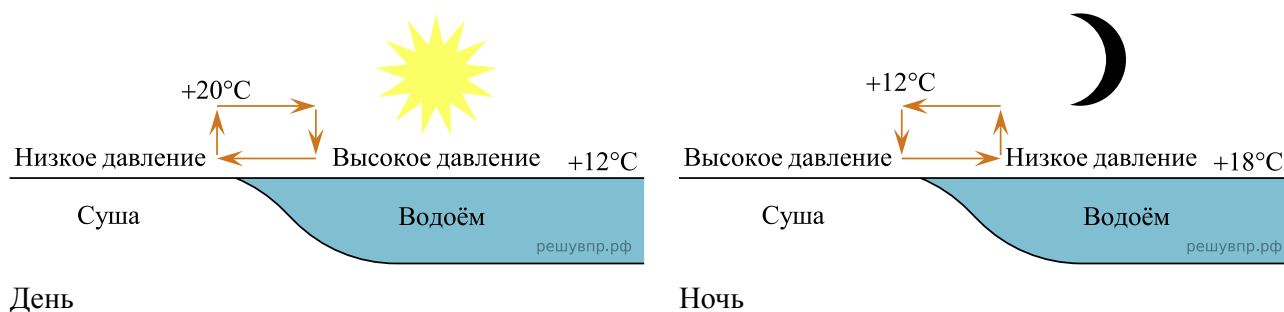 +20°C
Низкое давление
Высокое давление
+12°C
Суша
Водоём
решувпр.рф
День
+12°C
Высокое давление
Низкое давление
+18°C
Суша
Водоём
решувпр.рф
Ночь